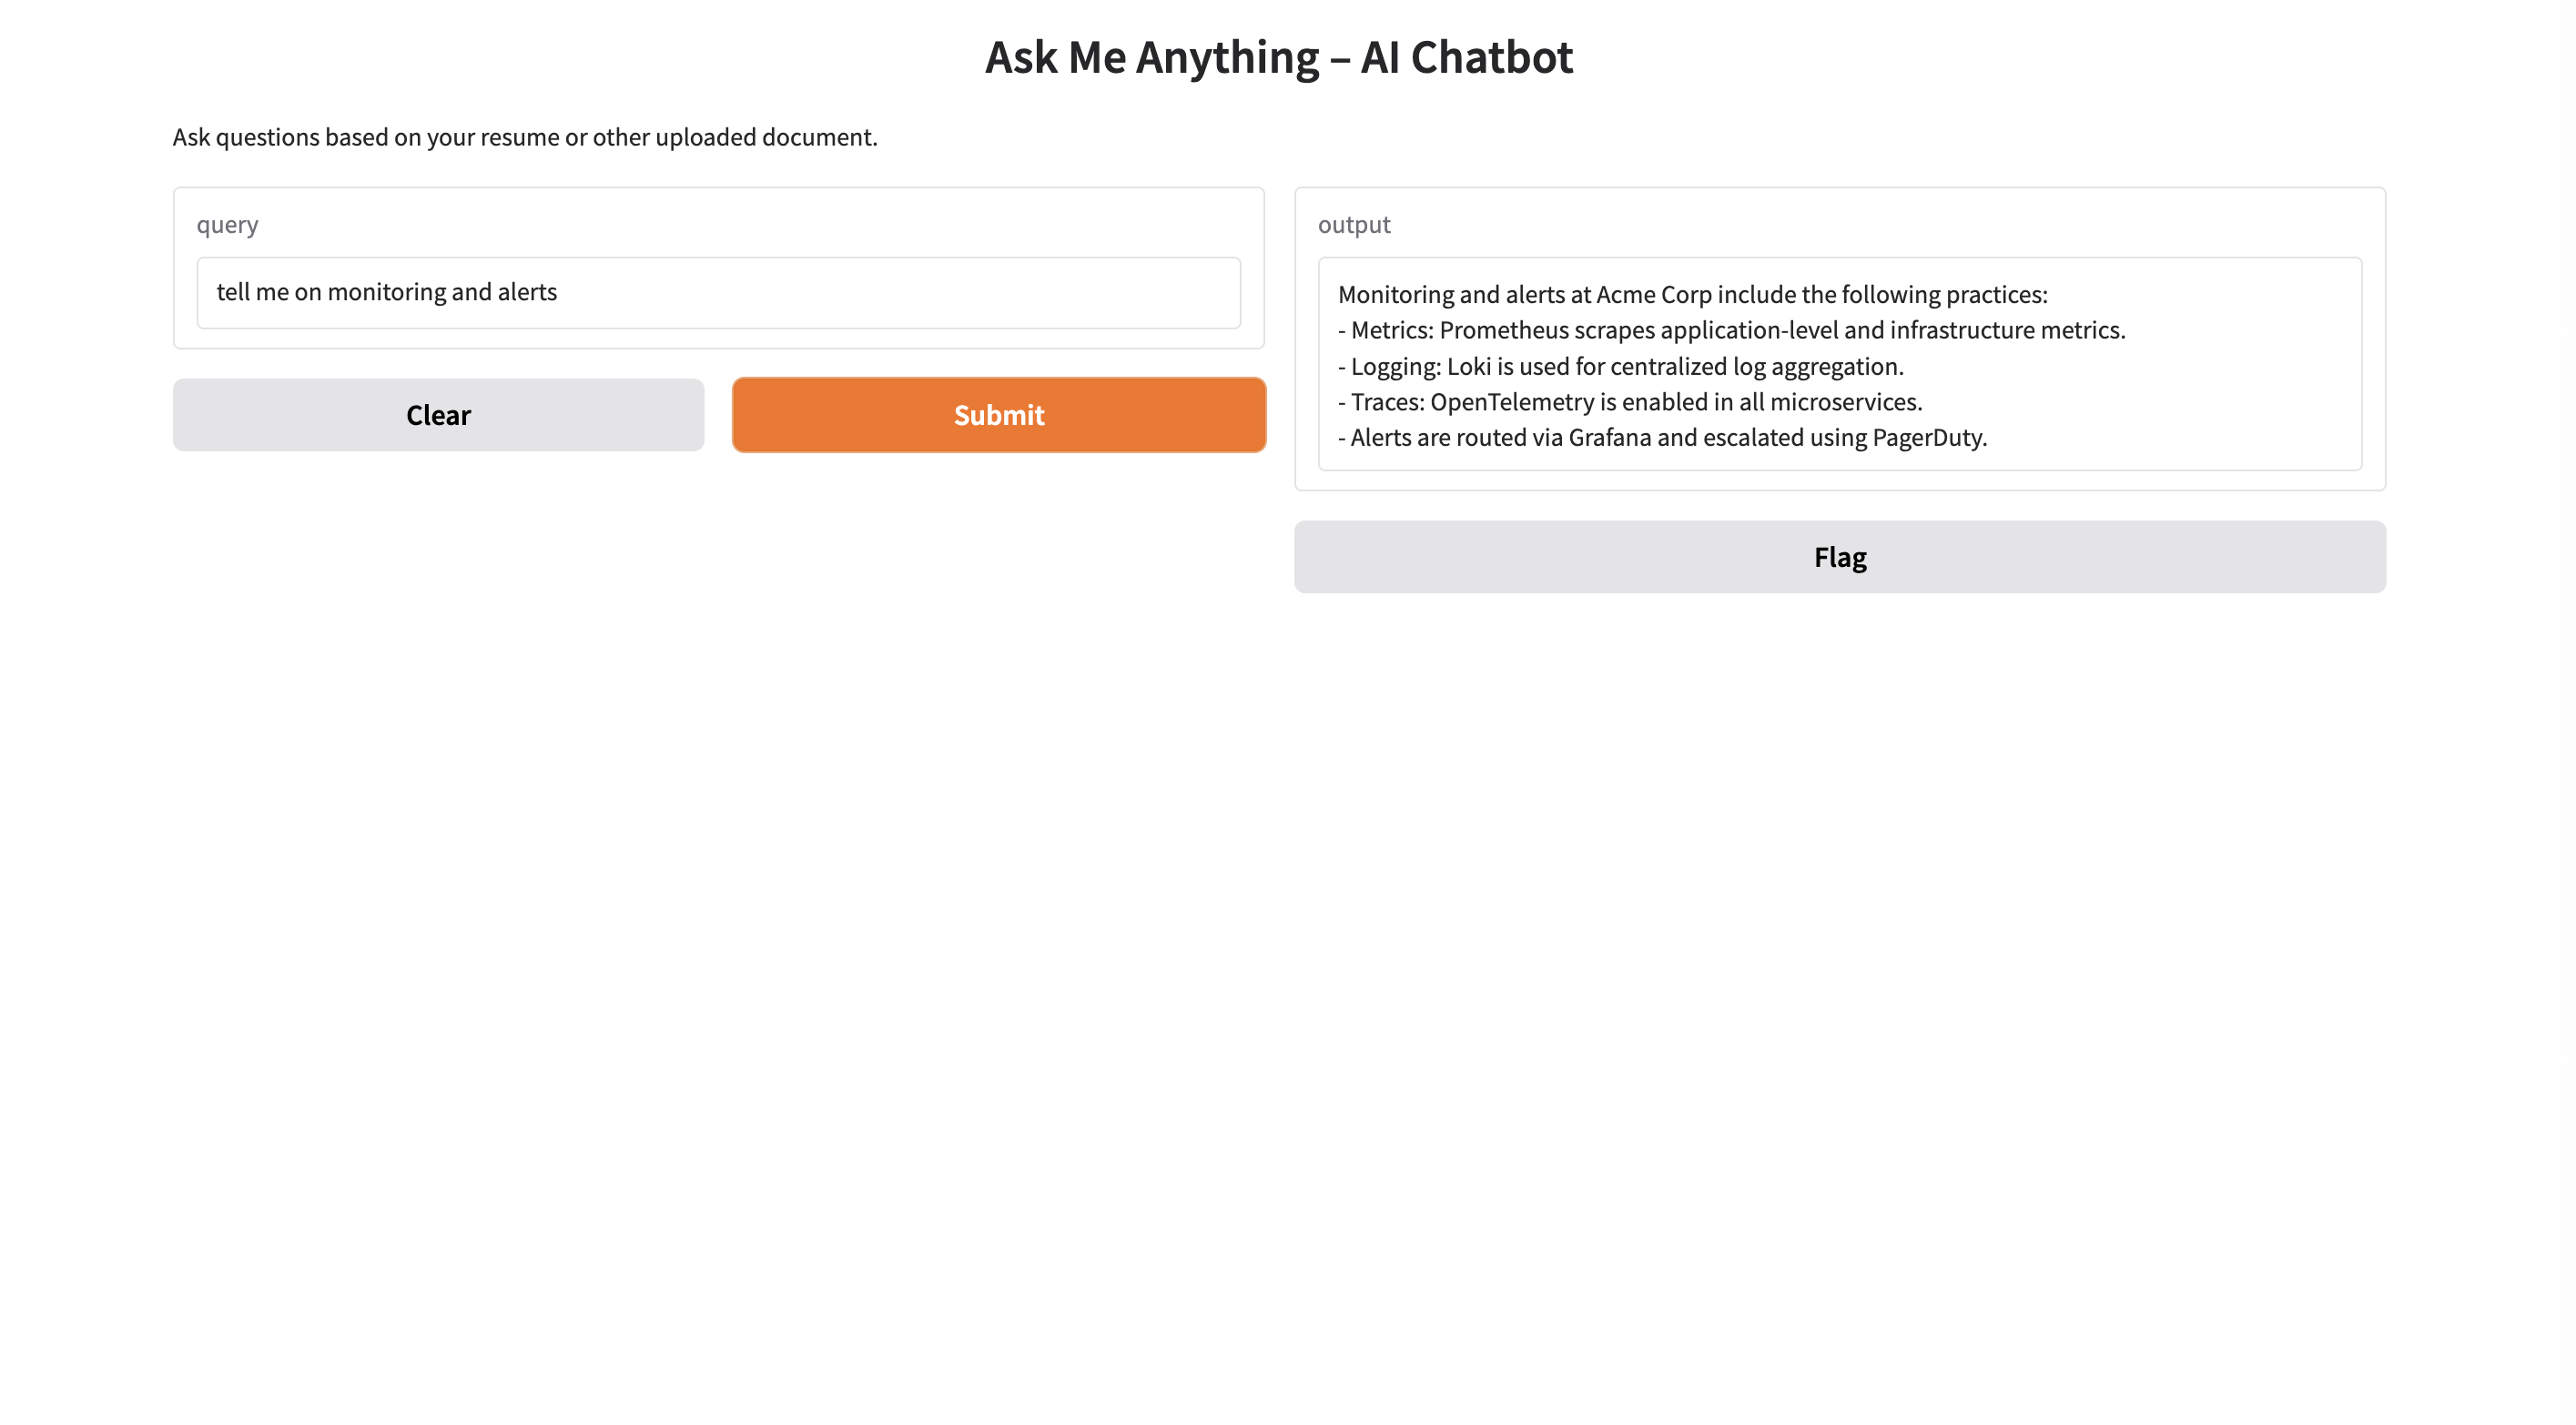 Ask Me Anything – AI Chatbot
Ask questions based on your resume or other uploaded document.
query
tell me on monitoring and alerts
Clear
Submit
output
Monitoring and alerts at Acme Corp include the following practices:
- Metrics: Prometheus scrapes application-level and infrastructure metrics.
- Logging: Loki is used for centralized log aggregation.
- Traces: OpenTelemetry is enabled in all microservices.
- Alerts are routed via Grafana and escalated using PagerDuty.
Flag